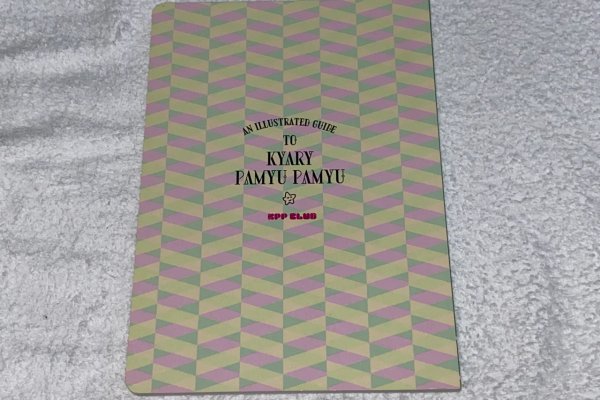 AN ILLUSTRATED GUIDE
TO
KYARY
PAMYU PAMYU
KPP CLUB